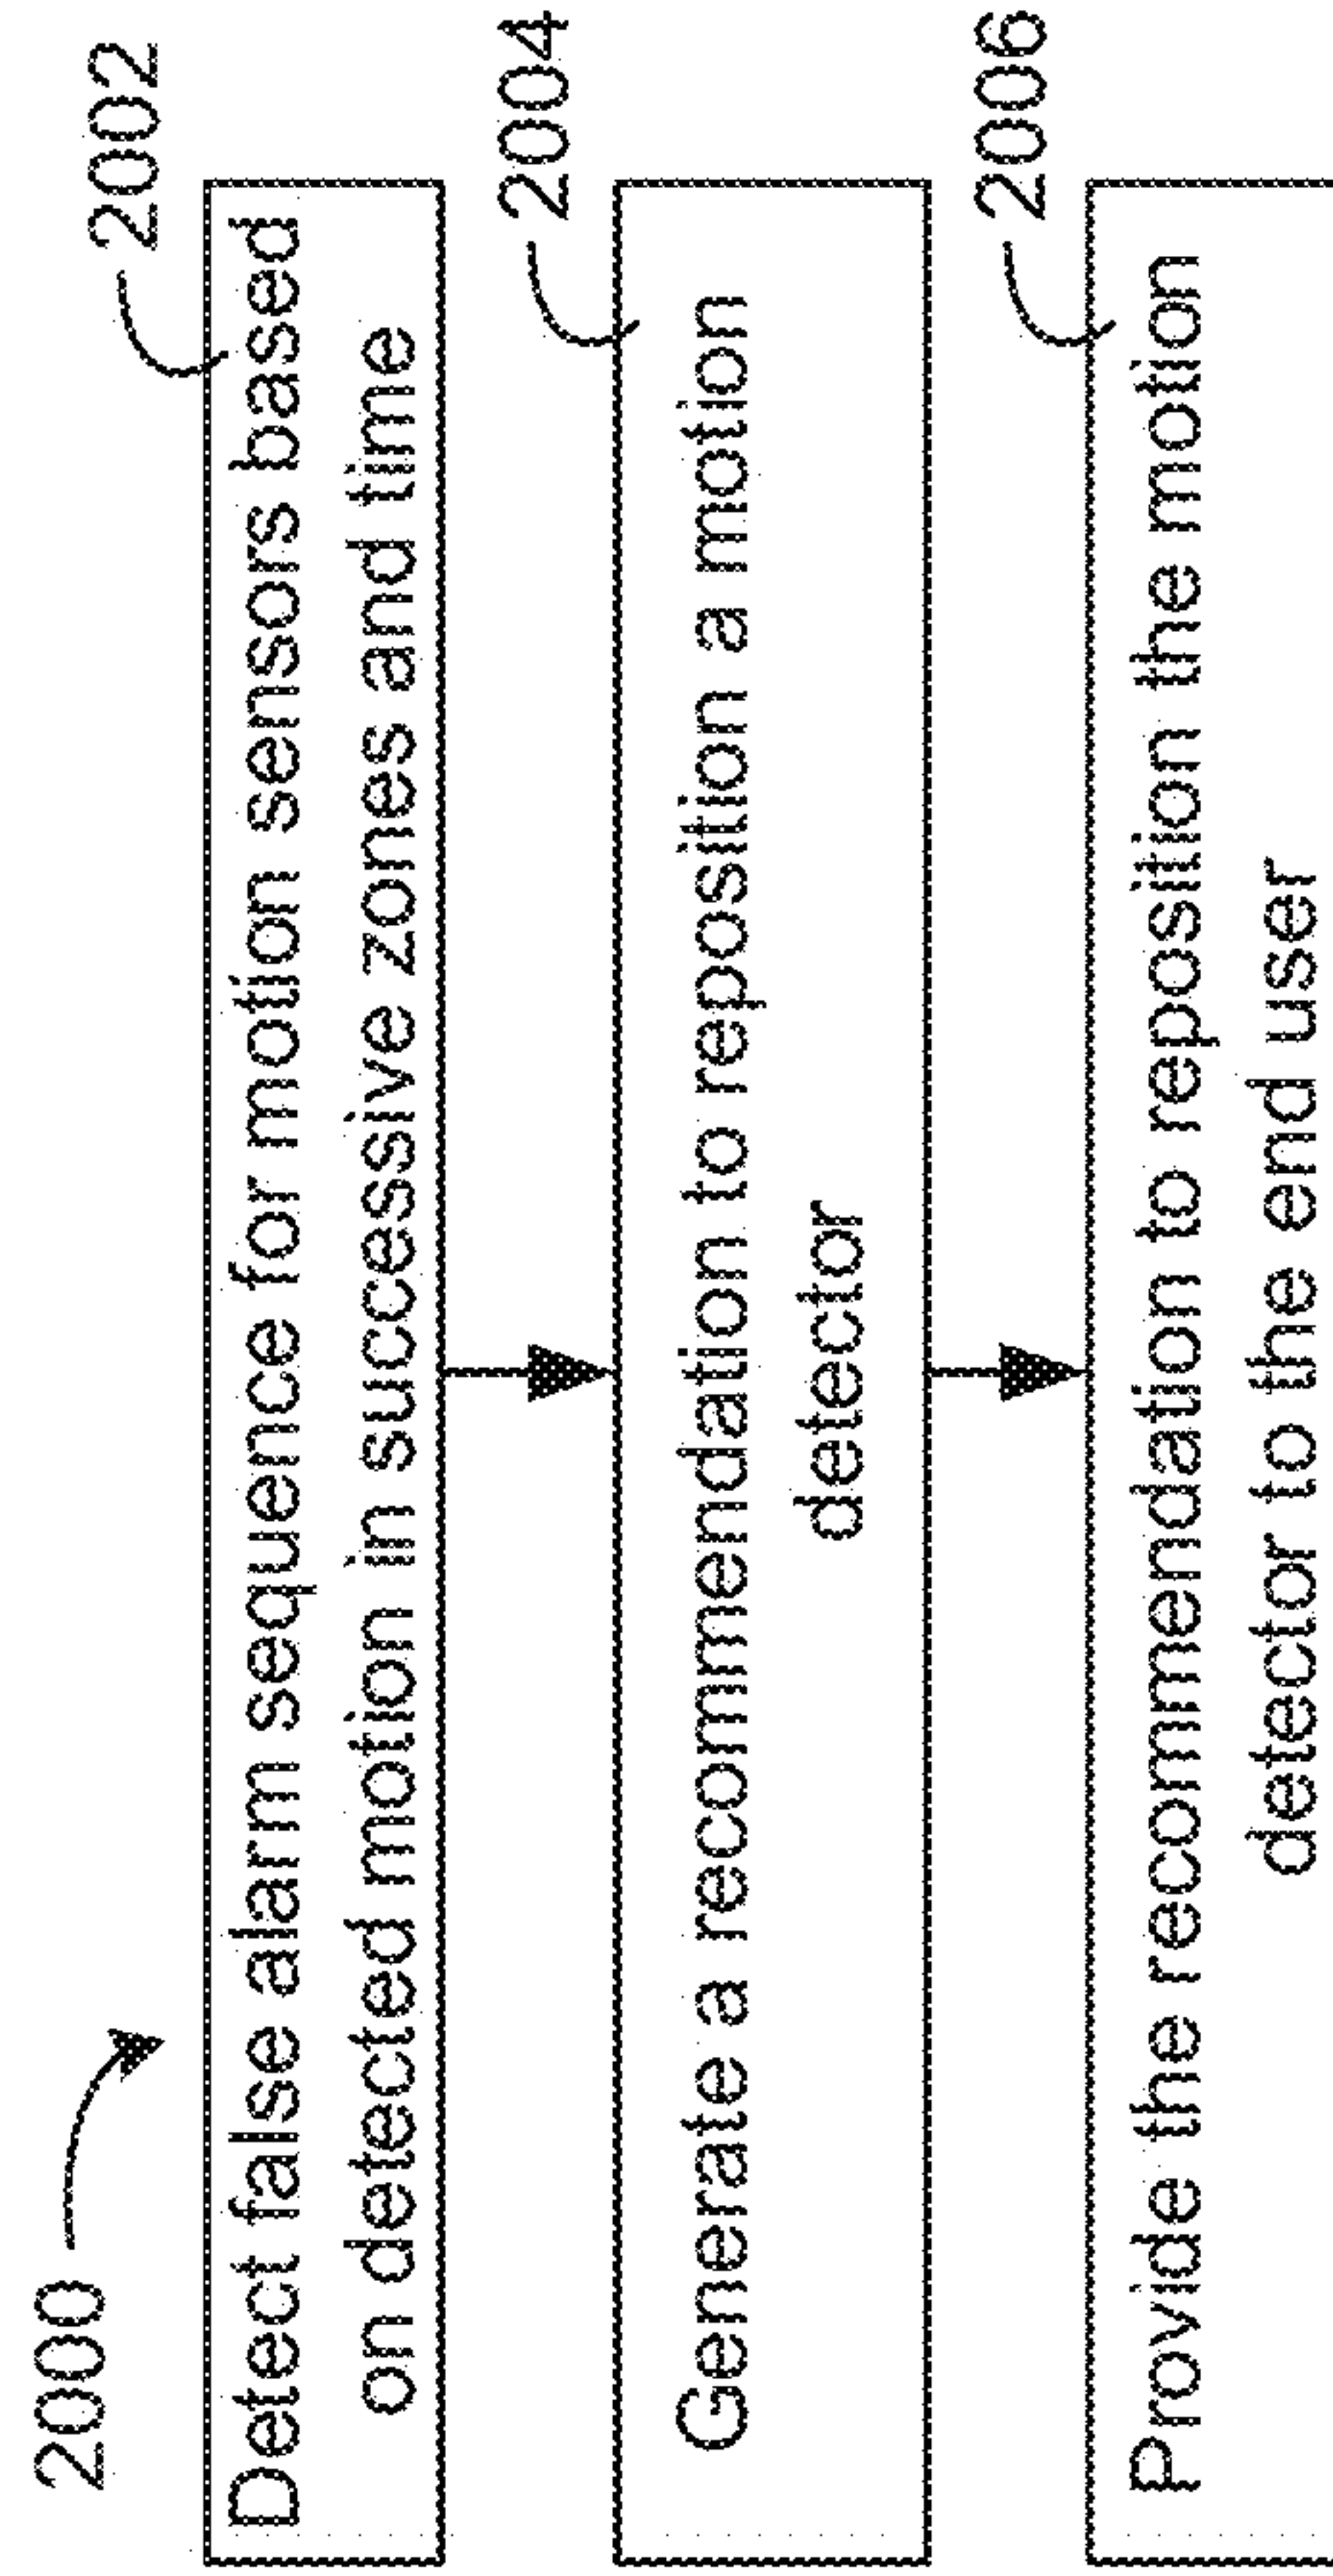 2000
2002
Detect false alarm sequence for motion sensors based
on detected motion in successive zones and time
2004
Generate a recommendation to reposition a motion
detector
2006
Provide the recommendation to reposition the motion
detector to the end user